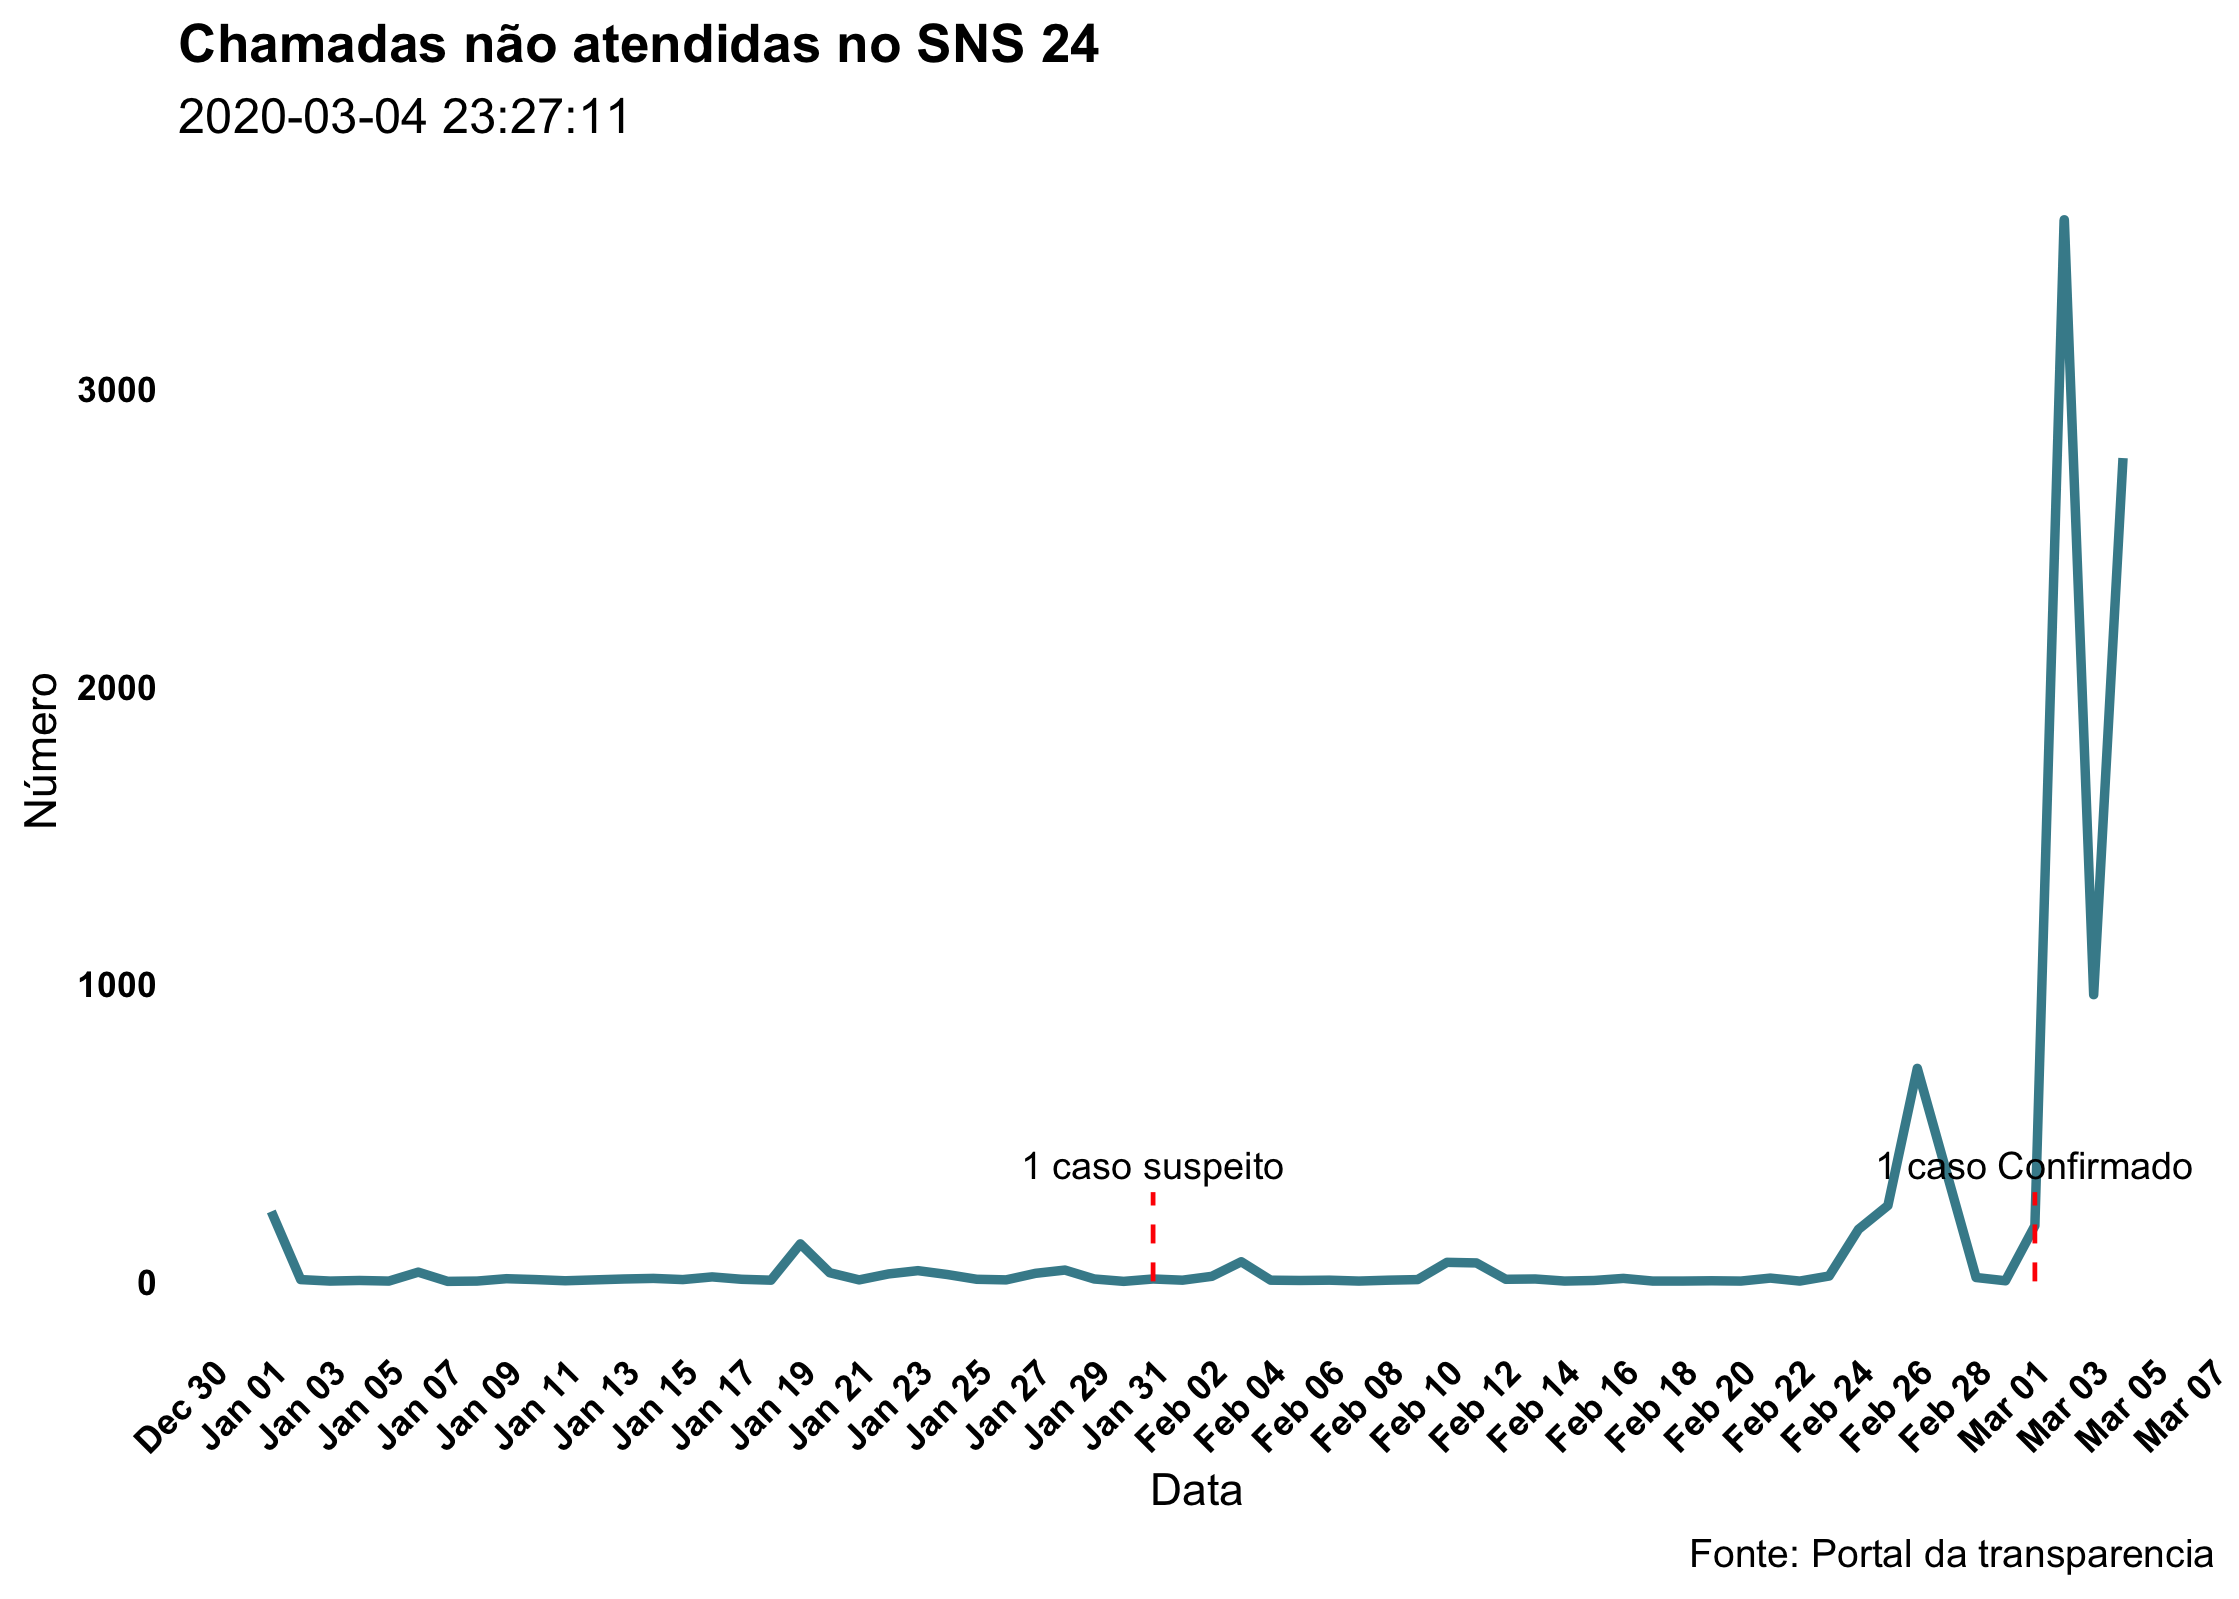 Chamadas não atendidas no SNS 24
2020-03-04 23:27:11
Número
3000
2000
1000
0
1 caso suspeito
1 caso Confirmado
Dec 30
Jan 01
Jan 03
Jan 05
Jan 07
Jan 09
Jan 11
Jan 13
Jan 15
Jan 17
Jan 19
Jan 21
Jan 23
Jan 25
Jan 27
Jan 29
Jan 31
Feb 02
Feb 04
Feb 06
Feb 08
Feb 10
Feb 12
Feb 14
Feb 16
Feb 18
Feb 20
Feb 22
Feb 24
Feb 26
Feb 28
Mar 01
Mar 03
Mar 05
Mar 07
Data
Fonte: Portal da transparencia